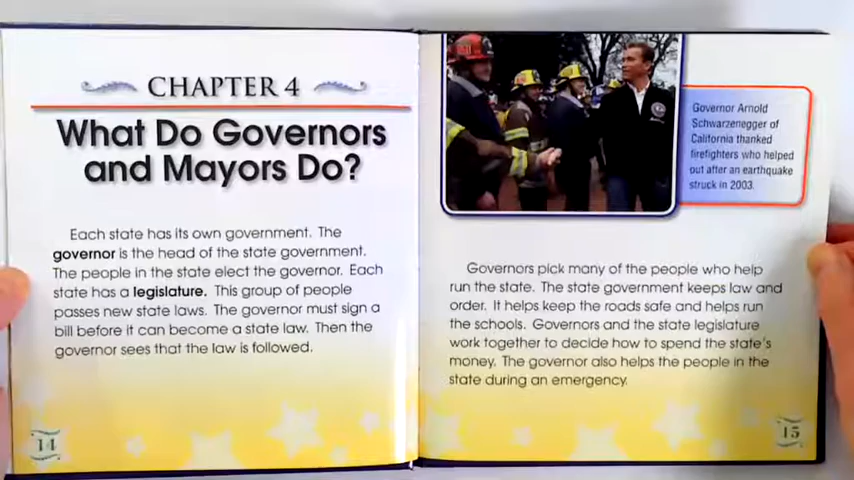 CHAPTER 4
What Do Governors
and Mayors Do?
Each state has its own government. The
governor is the head of the state government.
The people in the state elect the governor. Each
state has a legislature. This group of people
passes new state laws. The governor must sign a
bill before it can become a state law. Then the
governor sees that the law is followed.
14
Governor Arnold
Schwarzenegger of
California thanked
firefighters who helped
out after an earthquake
struck in 2003.
Governors pick many of the people who help
run the state. The state government keeps law and
order. It helps keep the roads safe and helps run
the schools. Governors and the state legislature
work together to decide how to spend the state's
money. The governor also helps the people in the
state during an emergency.
15